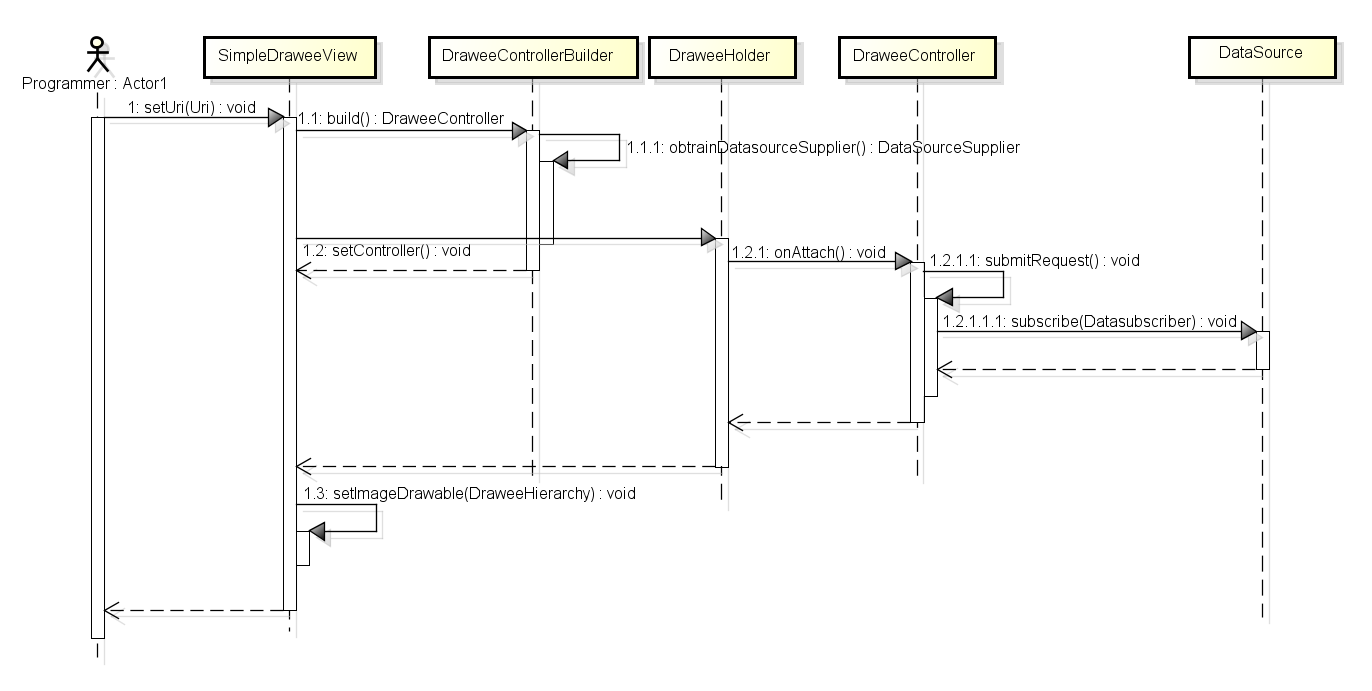 SimpleDraweeView
DraweeControllerBuilder
DraweeHolder
DraweeController
DataSource
Programmer : Actor1
1: setUri(Uri) : void
1.1: build() : DraweeController
1.1.1: obtrainDatasourceSupplier() : DataSourceSupplier
1.2: setController() : void
1.2.1: onAttach() : void
1.2.1.1: submitRequest() : void
1.2.1.1.1: subscribe(Datasubscriber) : void
1.3: setImageDrawable(DraweeHierarchy) : void